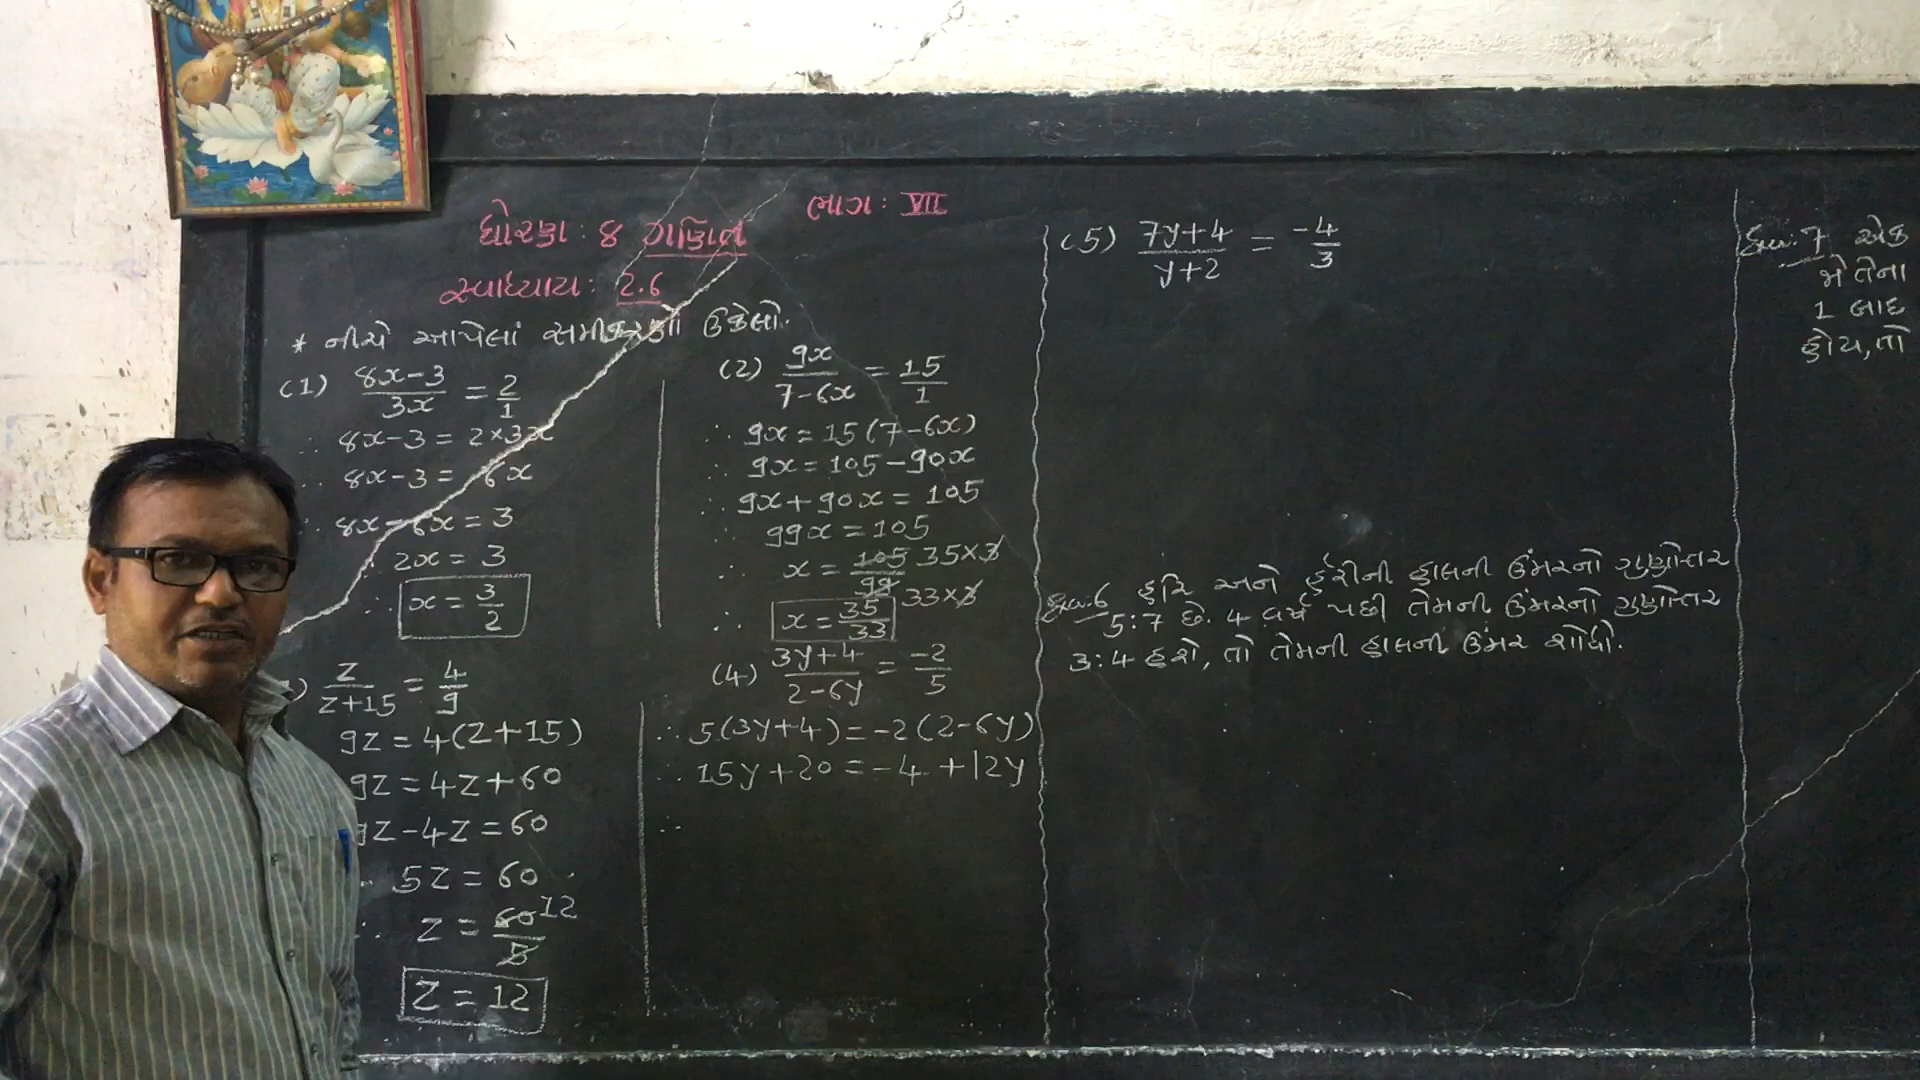 ભાગ: VII
ધોરણ: 8 ગણિત
સ્વાધ્યાય: 2.6
* નીચે આપેલાં સમીકરણો ઉકેલો.
(1) (8x-3)/(3x) = 2/1
∴ 8x-3 = 2×3x
∴ 8x-3 = 6x
∴ 8x-6x = 3
∴ 2x = 3
∴ x = 3/2
(2) 9x/(7-6x) = 15/1
∴ 9x = 15(7-6x)
∴ 9x = 105-90x
∴ 9x+90x = 105
99x = 105
∴ x = 105/99 35×3 33×3
∴ x = 35/33
) z/(z+15) = 4/9
9z = 4(z+15)
9z = 4z+60
9z-4z = 60
∴ 5z = 60
∴ z = 60/5 12
z = 12
(4) (3y+4)/(2-6y) = -2/5
∴ 5(3y+4) = -2(2-6y)
∴ 15y+20 = -4 +12y
∴
(5) (7y+4)/(y+2) = -4/3
6 હરિ અને હેરીની હાલની ઉંમરનો ગુણોત્તર
5:7 છે. 4 વર્ષ પછી તેમની ઉંમરનો ગુણોત્તર
3:4 હશે, તો તેમની હાલની ઉંમર શોધો.
7 એક
જો તેના
1 બાદ
હોય, તો